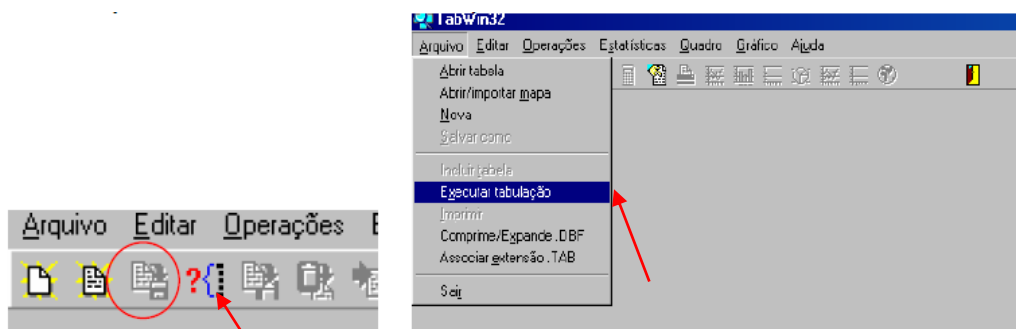 TabWin32
Arquivo Editar Operações Estatísticas Quadro Gráfico Ajuda
Abrir tabela
Abrir/importar mapa
Nova
Salvar como
Incluir tabela
Executar tabulação
Imprimir
Comprime/Expande .DBF
Associar extensão .TAB
Sair
Arquivo Editar Operações E
?{